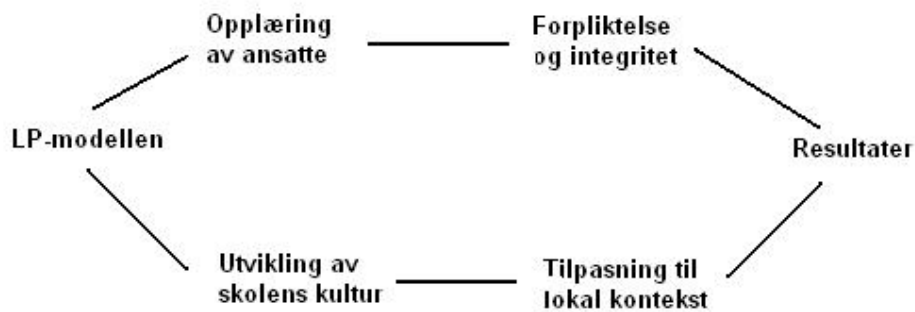 Opplæring
av ansatte
Forpliktelse
og integritet
LP-modellen
Resultater
Utvikling av
skolens kultur
Tilpasning til
lokal kontekst